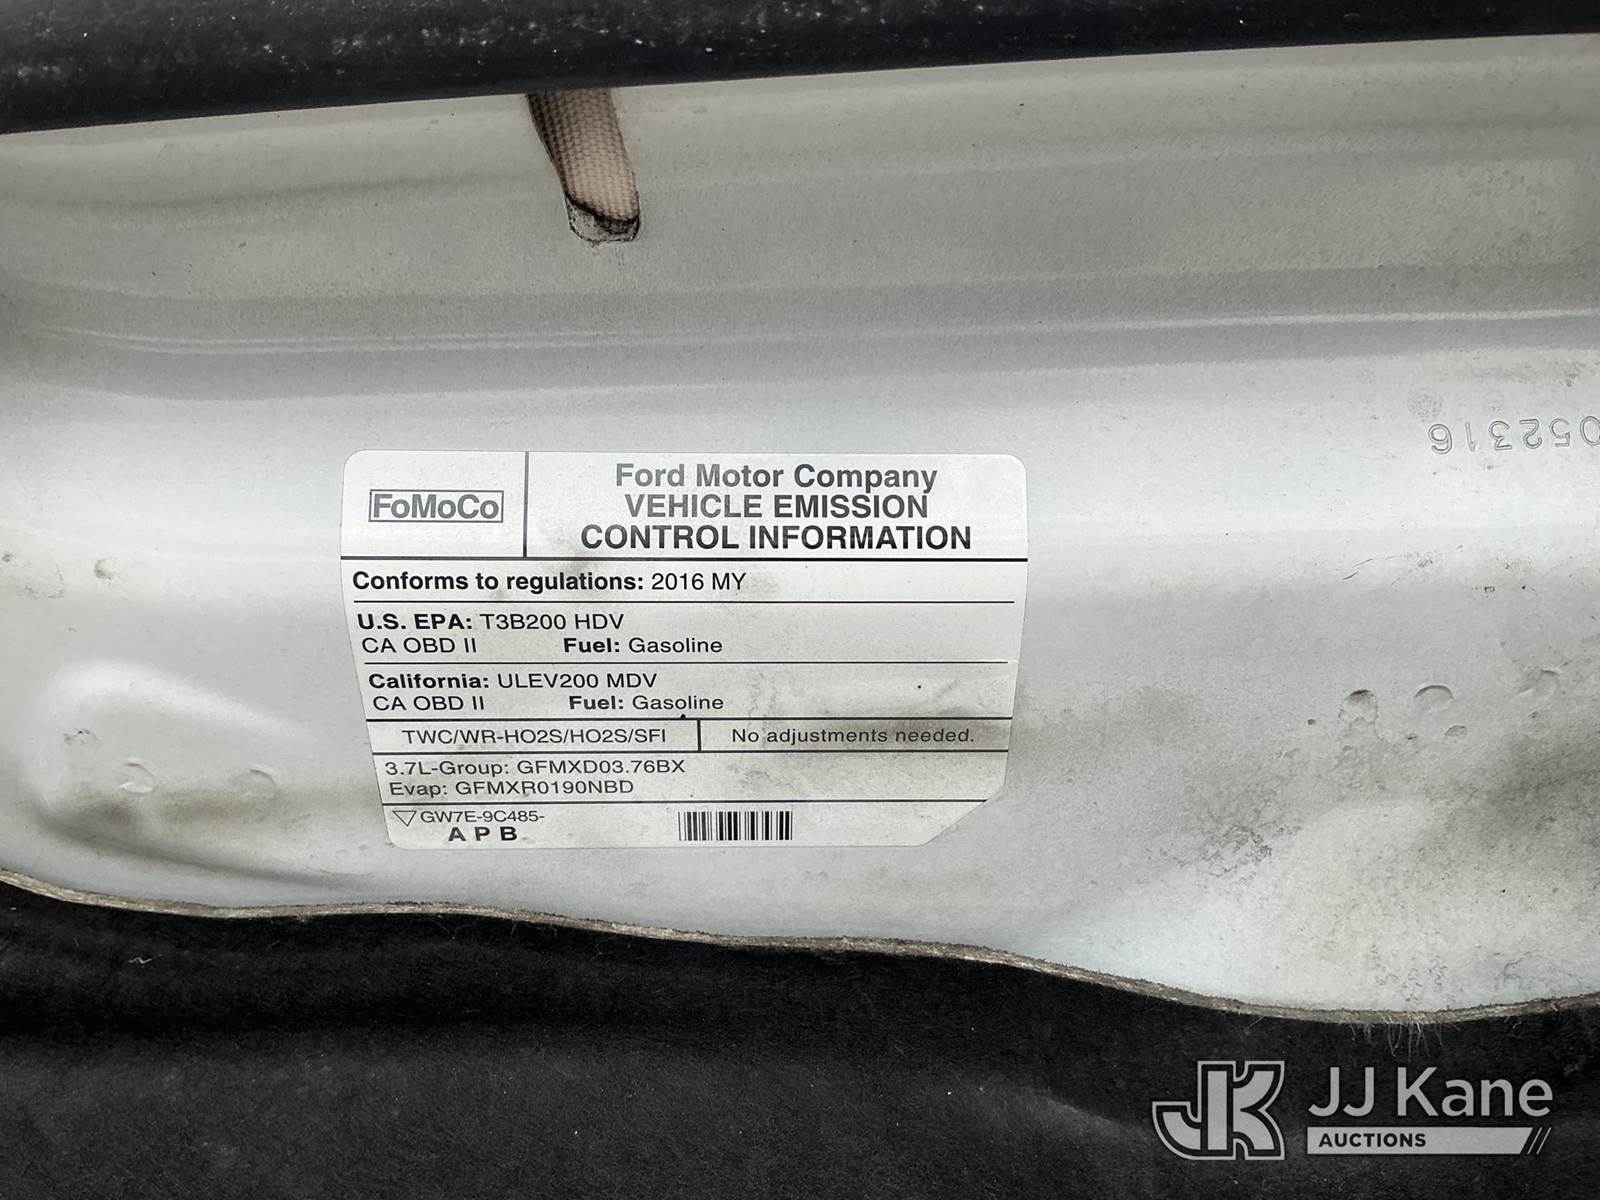 052316
FoMoCo
Ford Motor Company
VEHICLE EMISSION
CONTROL INFORMATION
Conforms to regulations: 2016 MY
U.S. EPA: T3B200 HDV
CA OBD II Fuel: Gasoline
California: ULEV200 MDV
CA OBD II Fuel: Gasoline
TWC/WR-HO2S/HO2S/SFI No adjustments needed.
3.7L-Group: GFMXD03.76BX
Evap: GFMXR0190NBD
GW7E-9C485-
A P B
JK JJ Kane
AUCTIONS